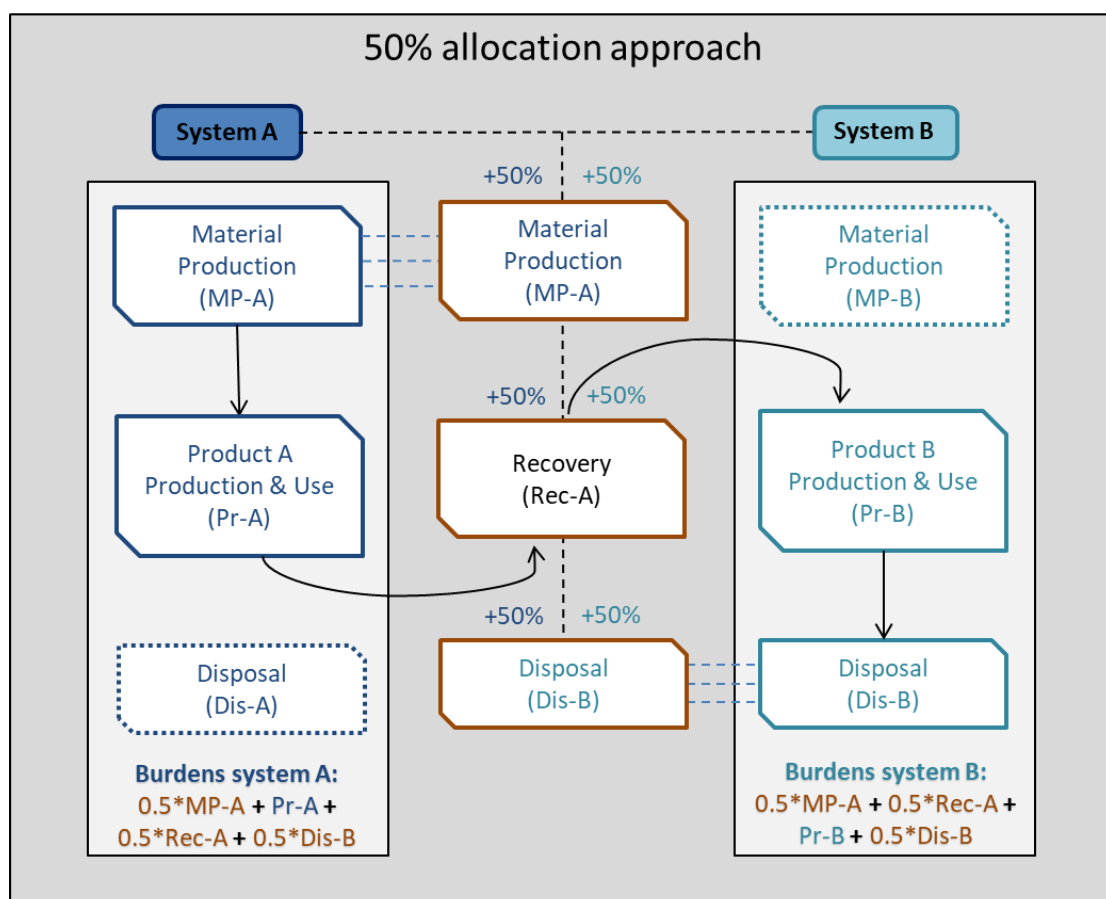 50% allocation approach
System A
System B
+50%
+50%
Material
Production
(MP-A)
Material
Production
(MP-A)
Material
Production
(MP-B)
+50%
+50%
Product A
Production & Use
(Pr-A)
Recovery
(Rec-A)
Product B
Production & Use
(Pr-B)
+50%
+50%
Disposal
(Dis-A)
Disposal
(Dis-B)
Disposal
(Dis-B)
Burdens system A:
0.5*MP-A + Pr-A +
0.5*Rec-A + 0.5*Dis-B
Burdens system B:
0.5*MP-A + 0.5*Rec-A +
Pr-B + 0.5*Dis-B